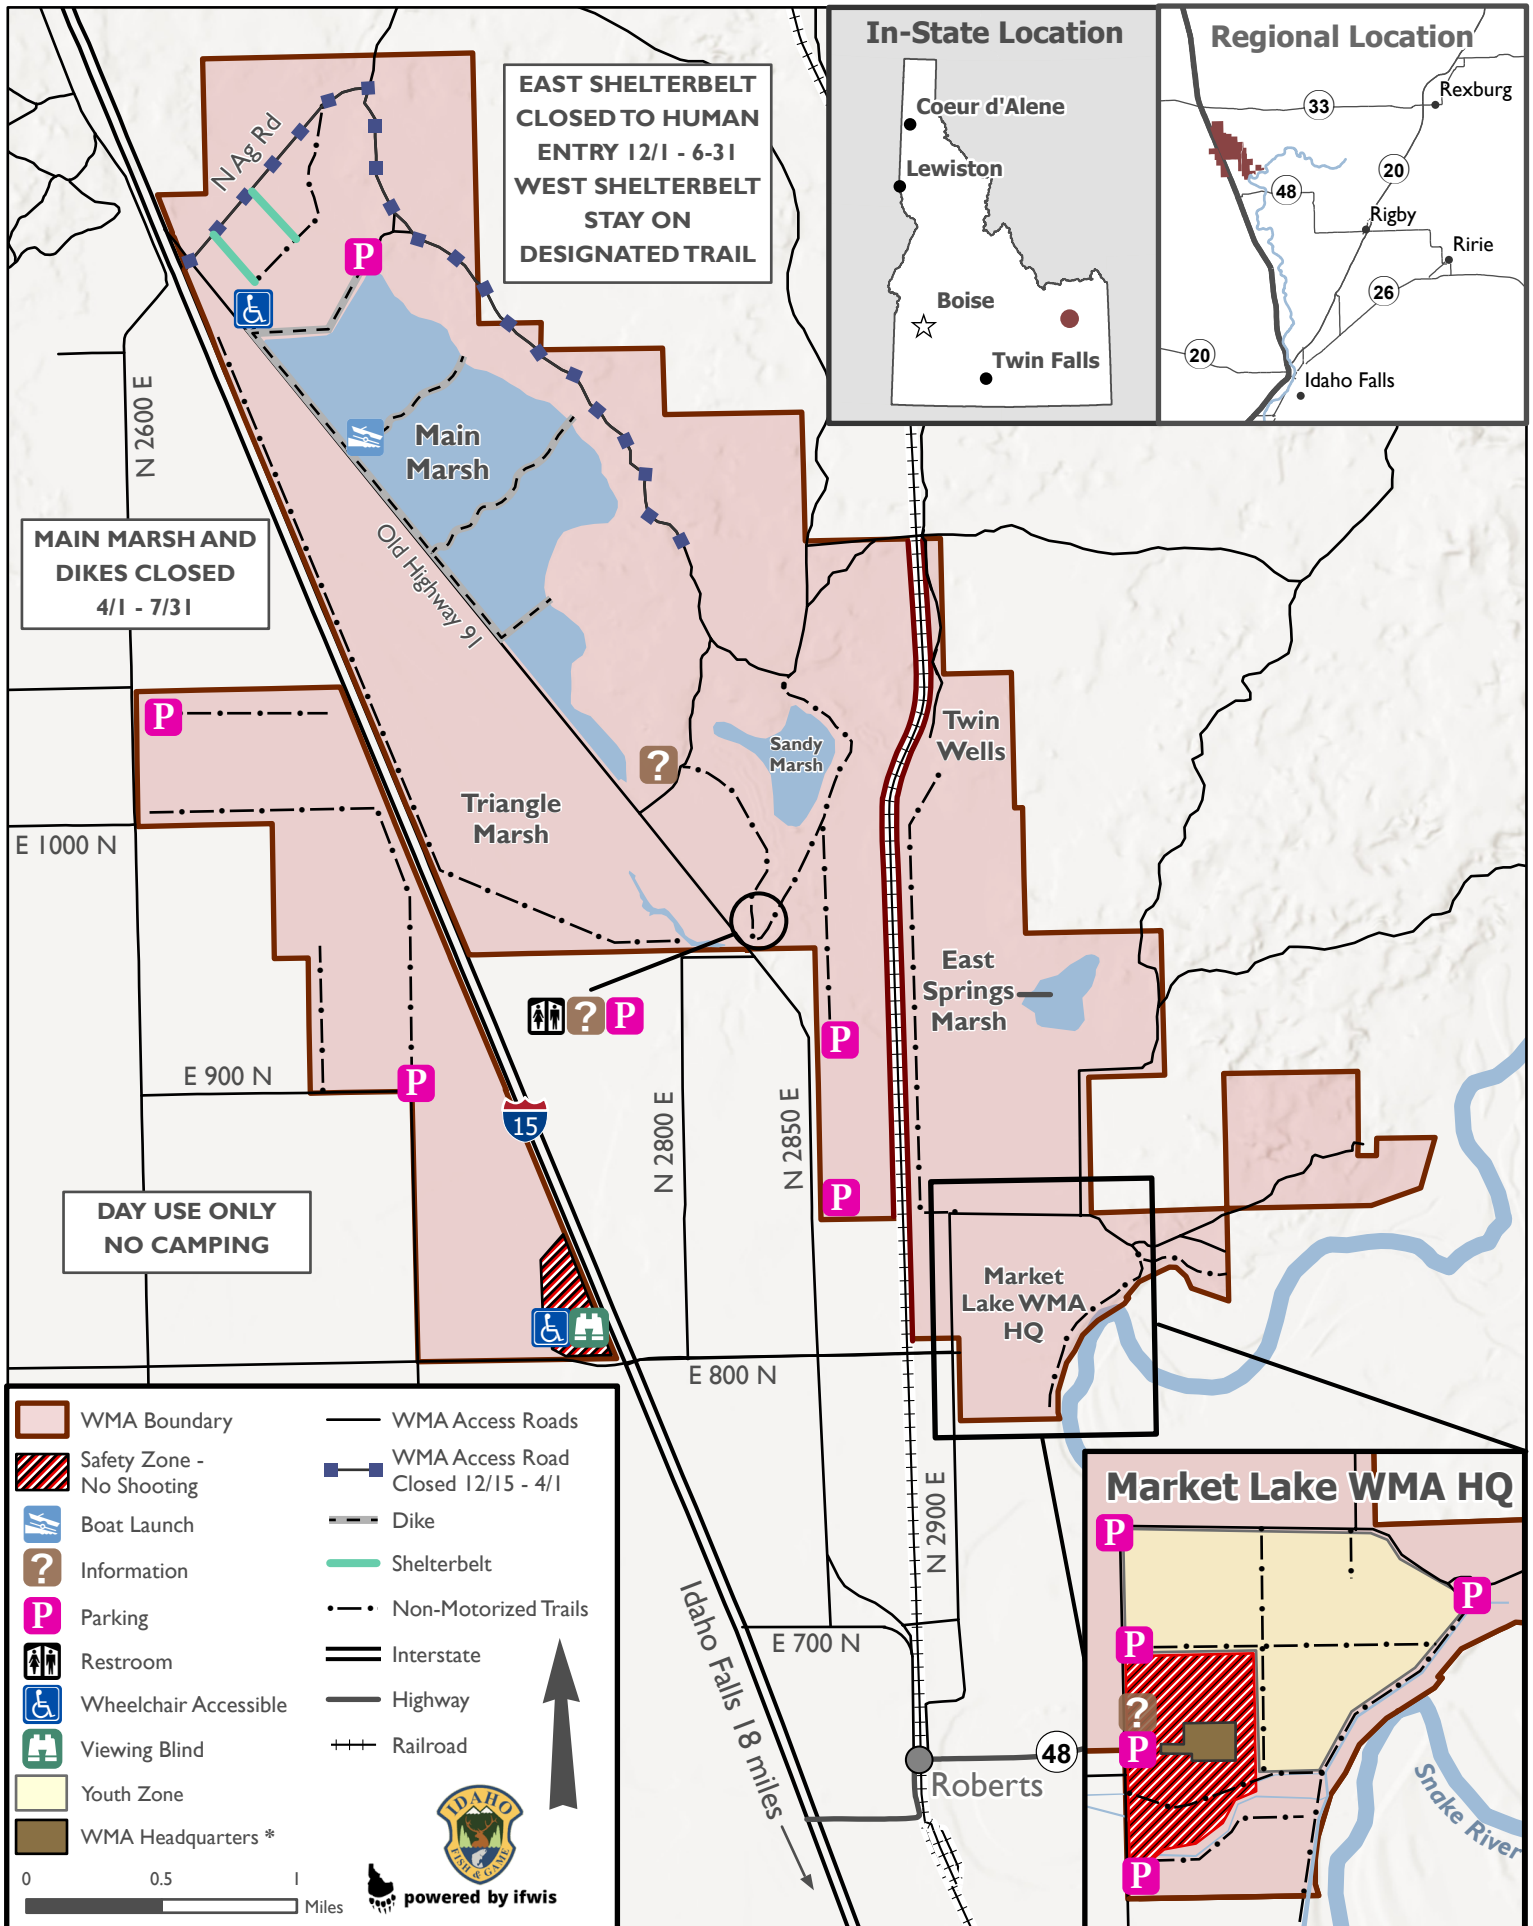 In-State Location
Coeur d'Alene
Lewiston
Boise
Twin Falls
Regional Location
Rexburg
33
20
48
Rigby
Ririe
26
20
Idaho Falls
EAST SHELTERBELT
CLOSED TO HUMAN
ENTRY 12/1 - 6-31
WEST SHELTERBELT
STAY ON
DESIGNATED TRAIL
N Ag Rd
P
N 2600 E
Main
Marsh
Old Highway 91
MAIN MARSH AND
DIKES CLOSED
4/1 - 7/31
P
?
Sandy
Marsh
Twin
Wells
Triangle
Marsh
E 1000 N
East
Springs
Marsh
? P
P
E 900 N
P
15
N 2800 E
N 2850 E
P
DAY USE ONLY
NO CAMPING
Market
Lake WMA
HQ
E 800 N
WMA Boundary
Safety Zone -
No Shooting
Boat Launch
?
Information
P
Parking
Restroom
Wheelchair Accessible
Viewing Blind
Youth Zone
WMA Headquarters *
0 0.5 1
Miles
WMA Access Roads
WMA Access Road
Closed 12/15 - 4/1
Dike
Shelterbelt
Non-Motorized Trails
Interstate
Highway
Railroad
IDAHO
FISH & GAME
powered by ifwis
N 2900 E
E 700 N
Idaho Falls 18 miles
48
Roberts
Market Lake WMA HQ
P
P
P
?
P
P
Snake River